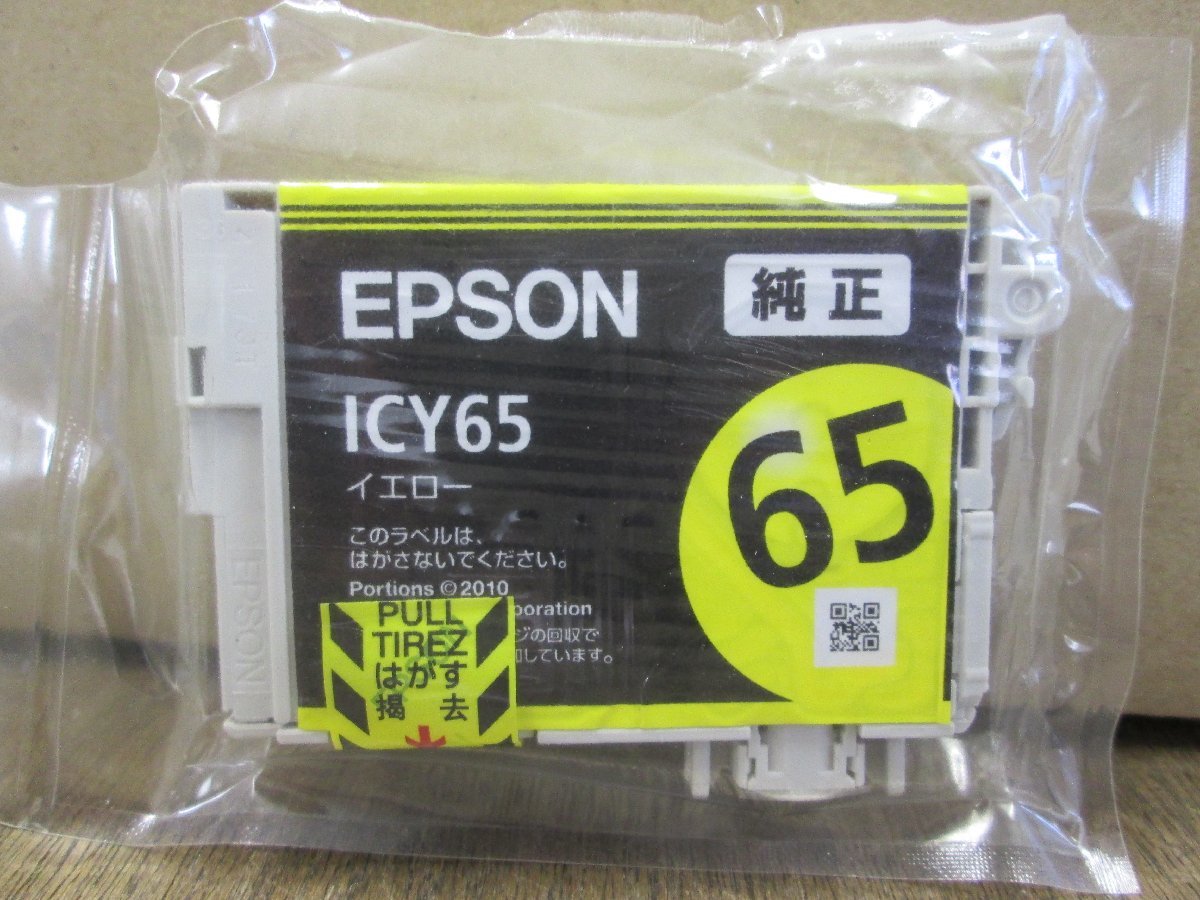 EPSON
純正
ICY65
イエロー
65
このラベルは、
はがさないでください。
Portions ©2010
poration
ジの回収で
しています。
PULL
TIREZ
はがす
揭 去
EPSON